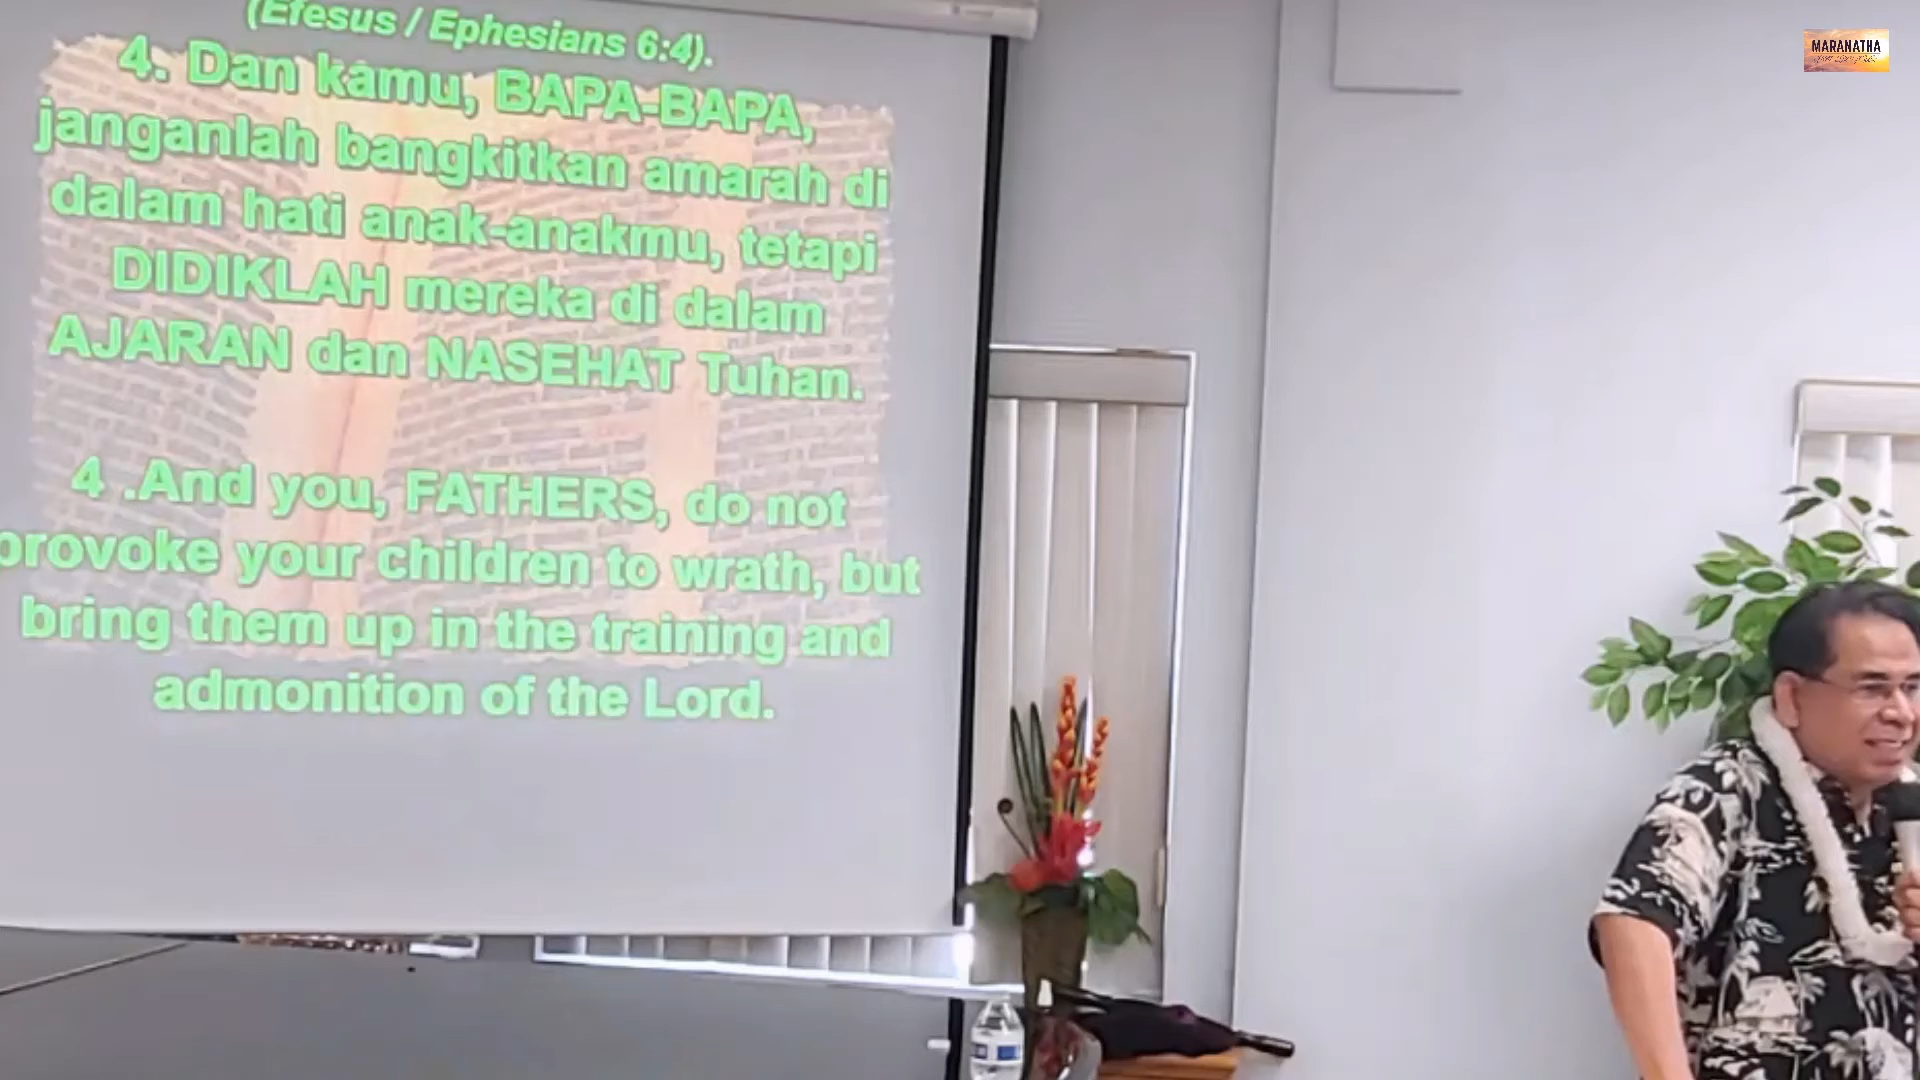 (Efesus / Ephesians 6:4).
4. Dan kamu, BAPA-BAPA,
janganlah bangkitkan amarah di
dalam hati anak-anakmu, tetapi
DIDIKLAH mereka di dalam
AJARAN dan NASEHAT Tuhan.
4 .And you, FATHERS, do not
provoke your children to wrath, but
bring them up in the training and
admonition of the Lord.
MARANATHA